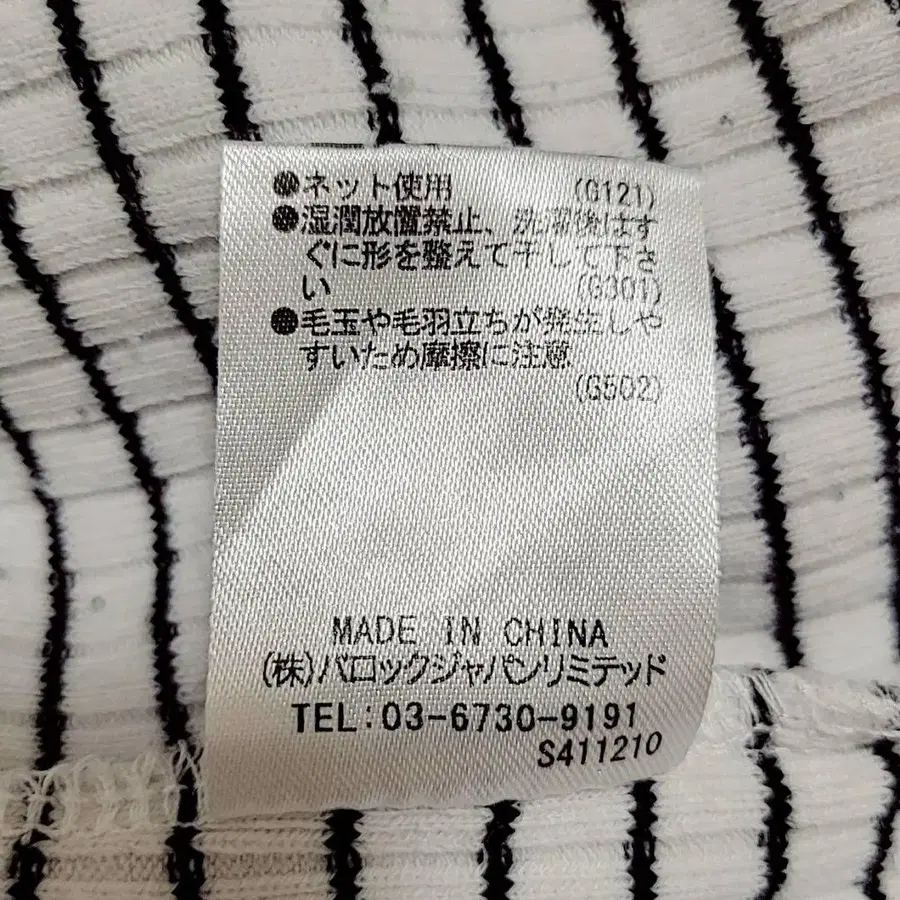 ●ネット使用 (G121)
●湿潤放置禁止、洗濯後はす
ぐに形を整えて干して下さ
い (G301)
●毛玉や毛羽立ちが発生しや
すいため摩擦に注意
(G502)
MADE IN CHINA
(株)バロックジャパンリミテッド
TEL:03-6730-9191
S411210